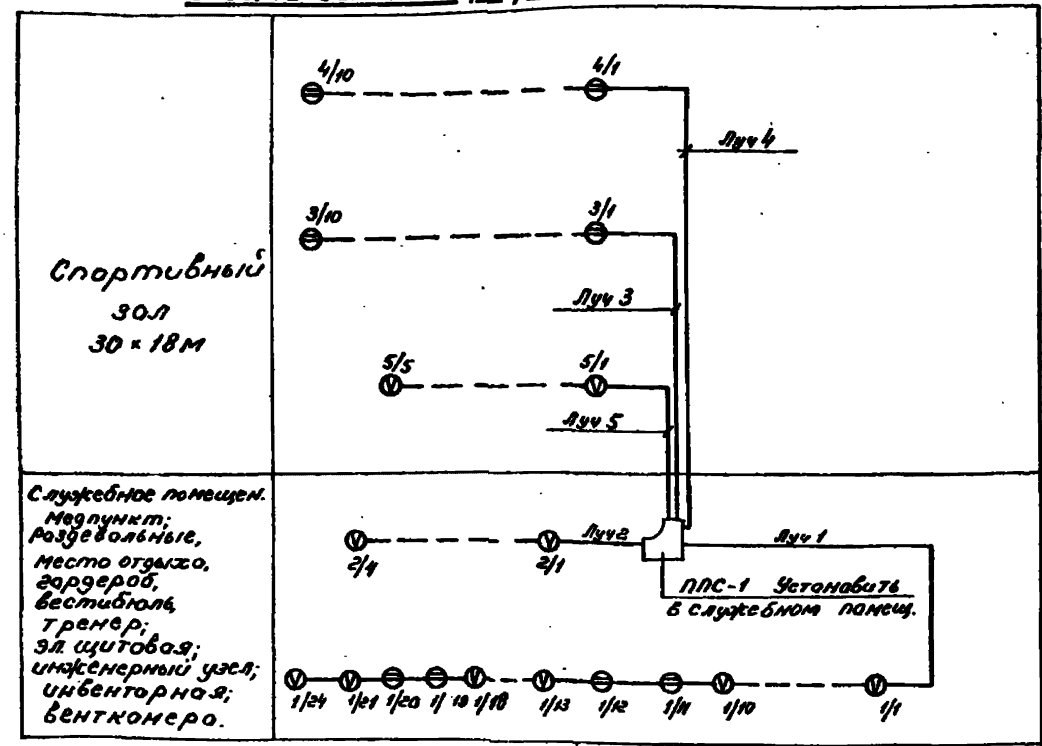 4/10
4/1
Луч 4
3/10
3/1
Спортивный
зал
30 × 18 м
Луч 3
5/5
5/1
Луч 5
Служебное помещен.
Медпункт;
Раздевальные,
место отдыха,
гардероб,
вестибюль,
тренер;
эл. щитовая;
инженерный узел;
инвенторная;
венткамера.
Луч 2
Луч 1
2/4
2/1
ППС-1 Установить
в служебном помещ.
1/24
1/21
1/20
1/19
1/18
1/13
1/12
1/11
1/10
1/1